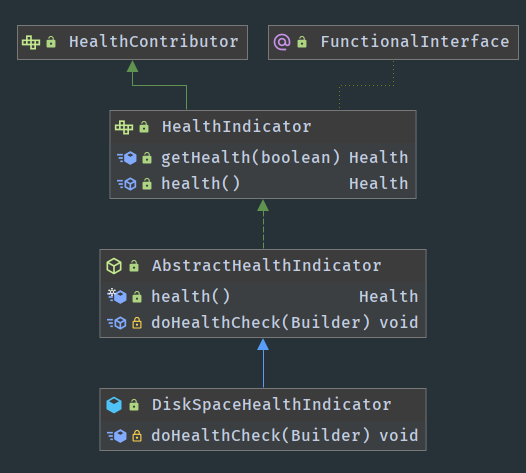 HealthContributor
@ FunctionalInterface
HealthIndicator
getHealth(boolean) Health
health() Health
AbstractHealthIndicator
health() Health
doHealthCheck(Builder) void
DiskSpaceHealthIndicator
doHealthCheck(Builder) void